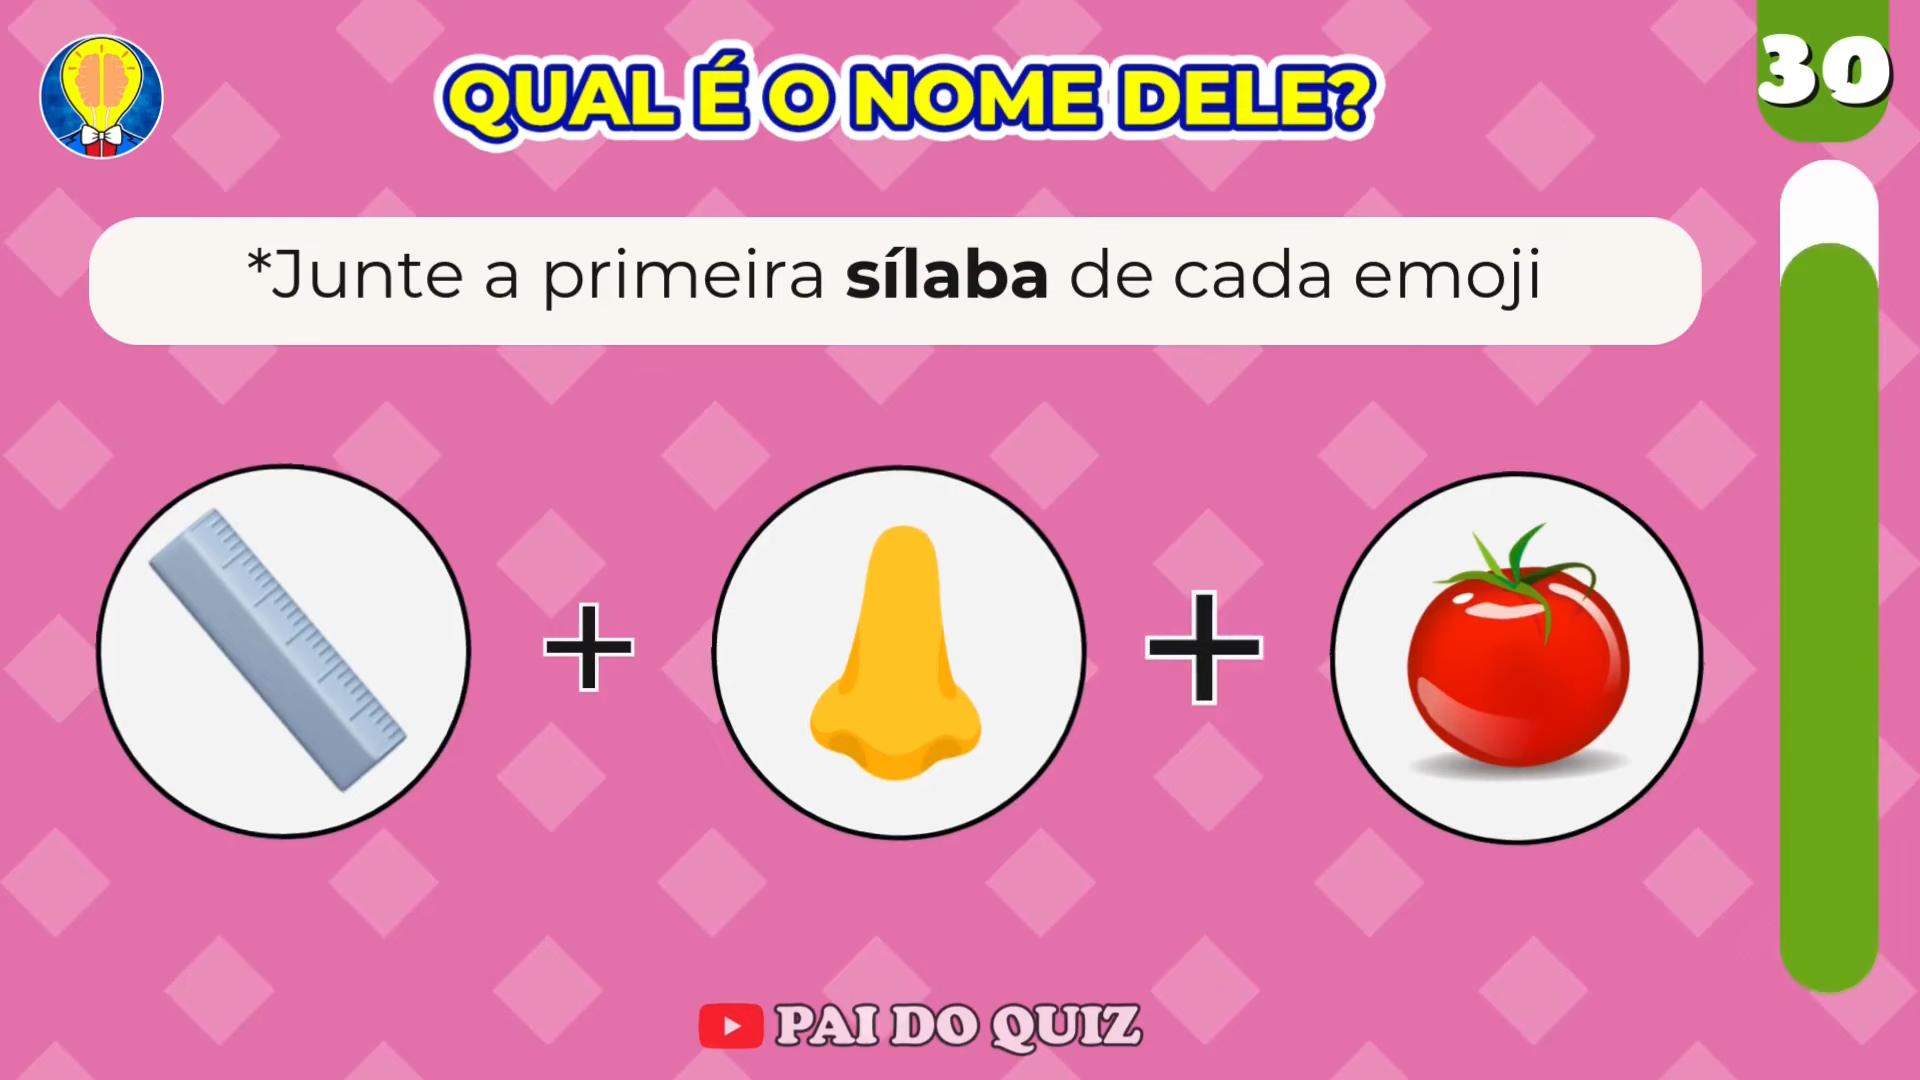 QUAL É O NOME DELE?
30
*Junte a primeira sílaba de cada emoji
+ +
PAI DO QUIZ